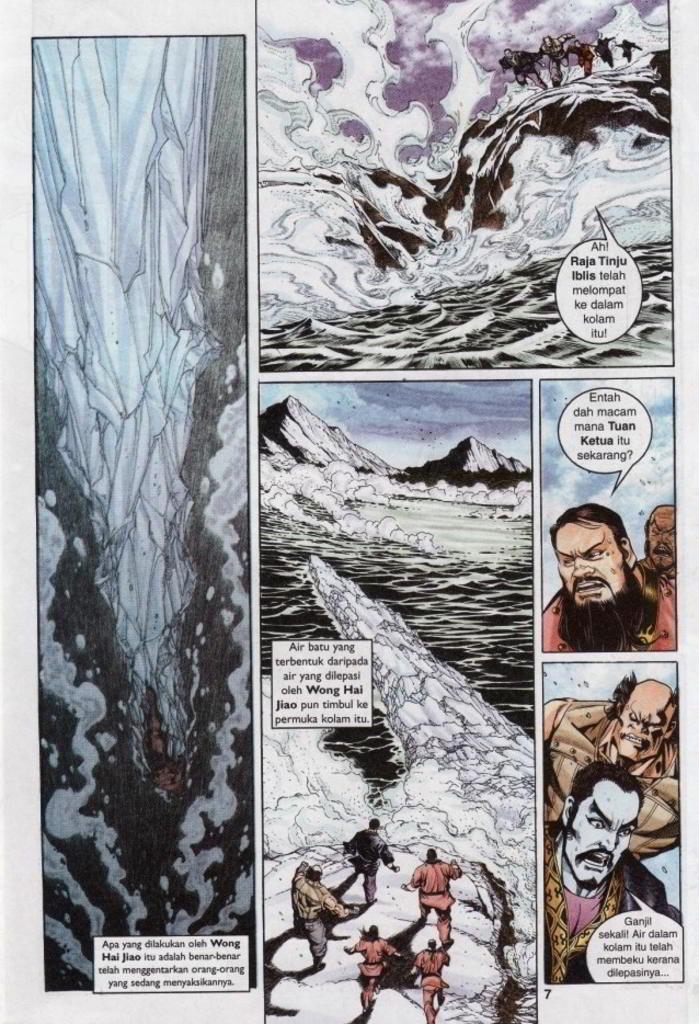 Apa yang dilakukan oleh Wong
Hai Jiao itu adalah benar-benar
telah menggentarkan orang-orang
yang sedang menyaksikannya.
Ah!
Raja Tinju
Iblis telah
melompat
ke dalam
kolam
itu!
Air batu yang
terbentuk daripada
air yang dilepasi
oleh Wong Hai
Jiao pun timbul ke
permuka kolam itu.
Entah
dah macam
mana Tuan
Ketua itu
sekarang?
Ganjil
sekali! Air dalam
kolam itu telah
membeku kerana
dilepasinya...
7